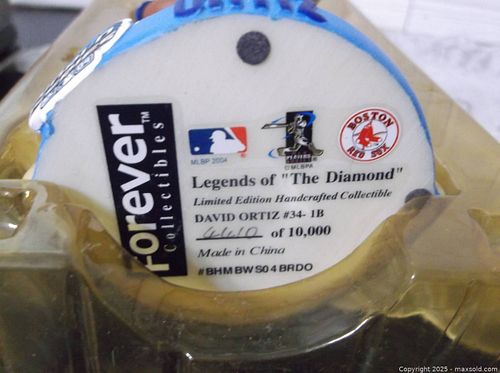 ORTIZ
Forever™
Collectibles
MLBP 2004
© MLBPA
BOSTON
RED SOX
Legends of "The Diamond"
Limited Edition Handcrafted Collectible
DAVID ORTIZ #34- 1B
of 10,000
Made in China
#BHMBWS04BRDO
Copyright 2025 - maxsold.com